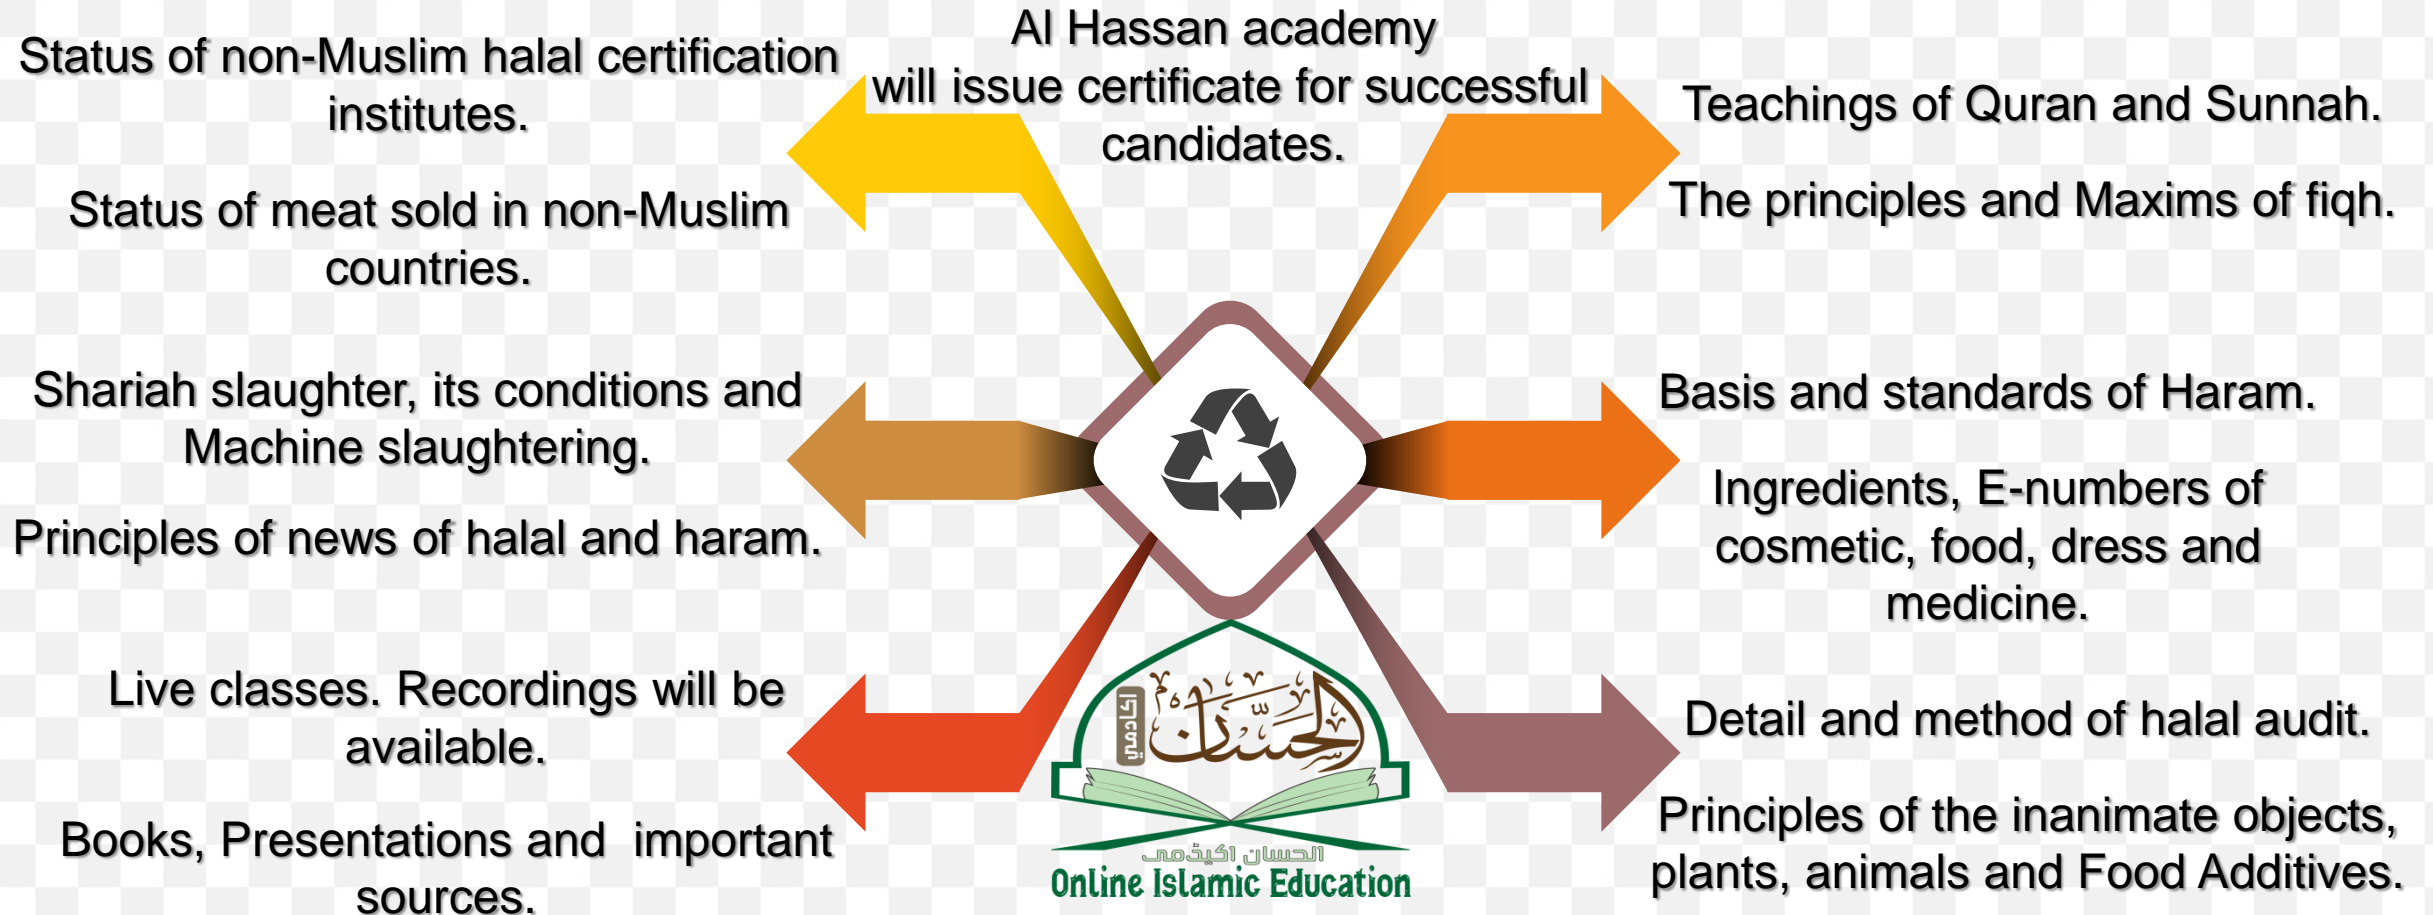 Status of non-Muslim halal certification
institutes.
Status of meat sold in non-Muslim
countries.
Shariah slaughter, its conditions and
Machine slaughtering.
Principles of news of halal and haram.
Live classes. Recordings will be
available.
Books, Presentations and  important
sources.
Al Hassan academy
will issue certificate for successful
candidates.
Teachings of Quran and Sunnah.
The principles and Maxims of fiqh.
Basis and standards of Haram.
Ingredients, E-numbers of
cosmetic, food, dress and
medicine.
Detail and method of halal audit.
Principles of the inanimate objects,
plants, animals and Food Additives.
الحسان
اكادمي
الحسان اکیڈمی
Online Islamic Education